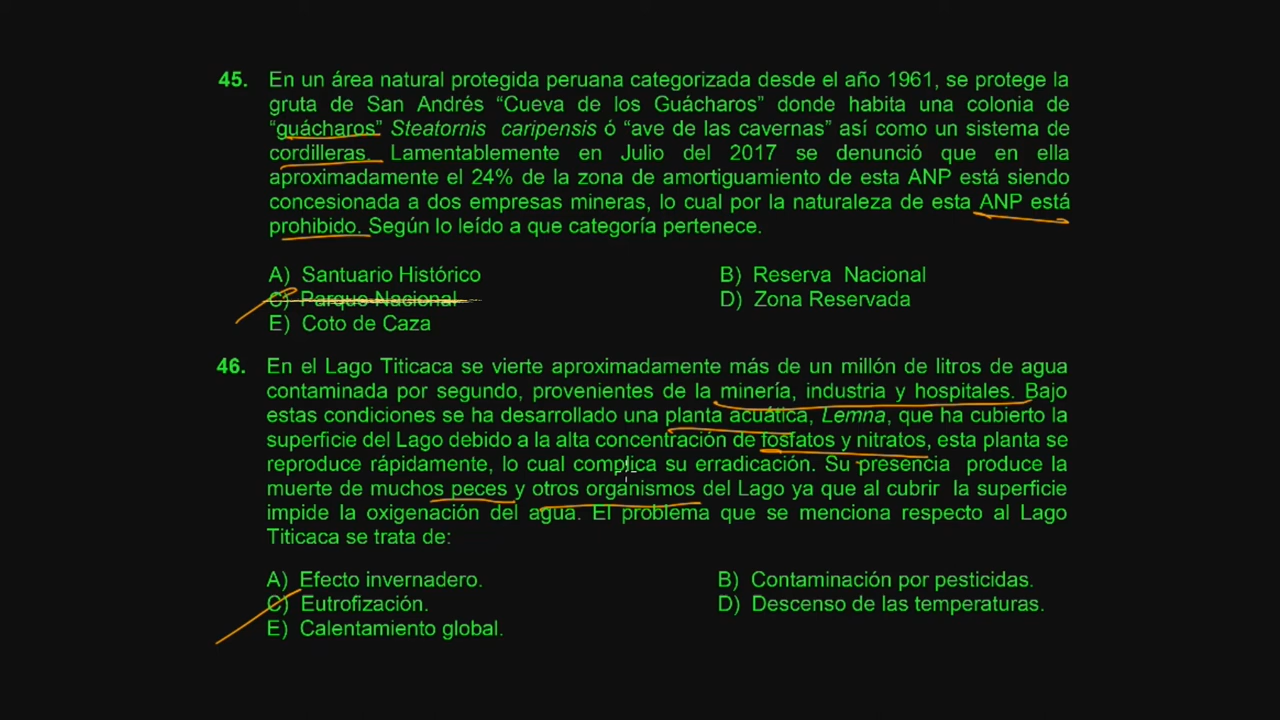 45. En un área natural protegida peruana categorizada desde el año 1961, se protege la
gruta de San Andrés “Cueva de los Guácharos” donde habita una colonia de
“guácharos” Steatornis caripensis ó “ave de las cavernas” así como un sistema de
cordilleras. Lamentablemente en Julio del 2017 se denunció que en ella
aproximadamente el 24% de la zona de amortiguamiento de esta ANP está siendo
concesionada a dos empresas mineras, lo cual por la naturaleza de esta ANP está
prohibido. Según lo leído a que categoría pertenece.
A) Santuario Histórico B) Reserva Nacional
C) Parque Nacional D) Zona Reservada
E) Coto de Caza
46. En el Lago Titicaca se vierte aproximadamente más de un millón de litros de agua
contaminada por segundo, provenientes de la minería, industria y hospitales. Bajo
estas condiciones se ha desarrollado una planta acuática, Lemna, que ha cubierto la
superficie del Lago debido a la alta concentración de fosfatos y nitratos, esta planta se
reproduce rápidamente, lo cual complica su erradicación. Su presencia produce la
muerte de muchos peces y otros organismos del Lago ya que al cubrir la superficie
impide la oxigenación del agua. El problema que se menciona respecto al Lago
Titicaca se trata de:
A) Efecto invernadero. B) Contaminación por pesticidas.
C) Eutrofización. D) Descenso de las temperaturas.
E) Calentamiento global.